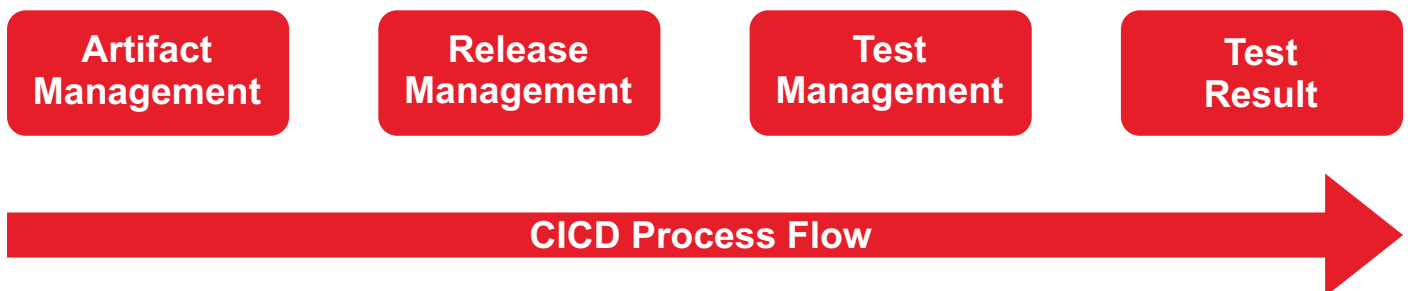 Artifact
Management
Release
Management
Test
Management
Test
Result
CICD Process Flow